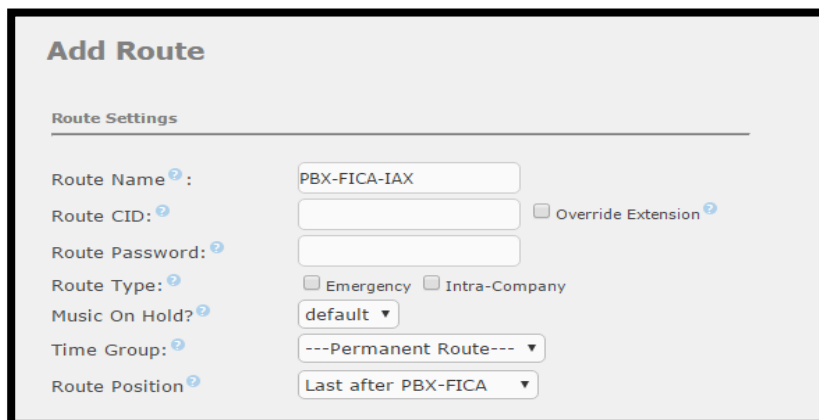 Add Route
Route Settings
Route Name? : PBX-FICA-IAX
Route CID: ? Override Extension?
Route Password: ?
Route Type: ? Emergency Intra-Company
Music On Hold? ? default
Time Group: ? ---Permanent Route---
Route Position? Last after PBX-FICA